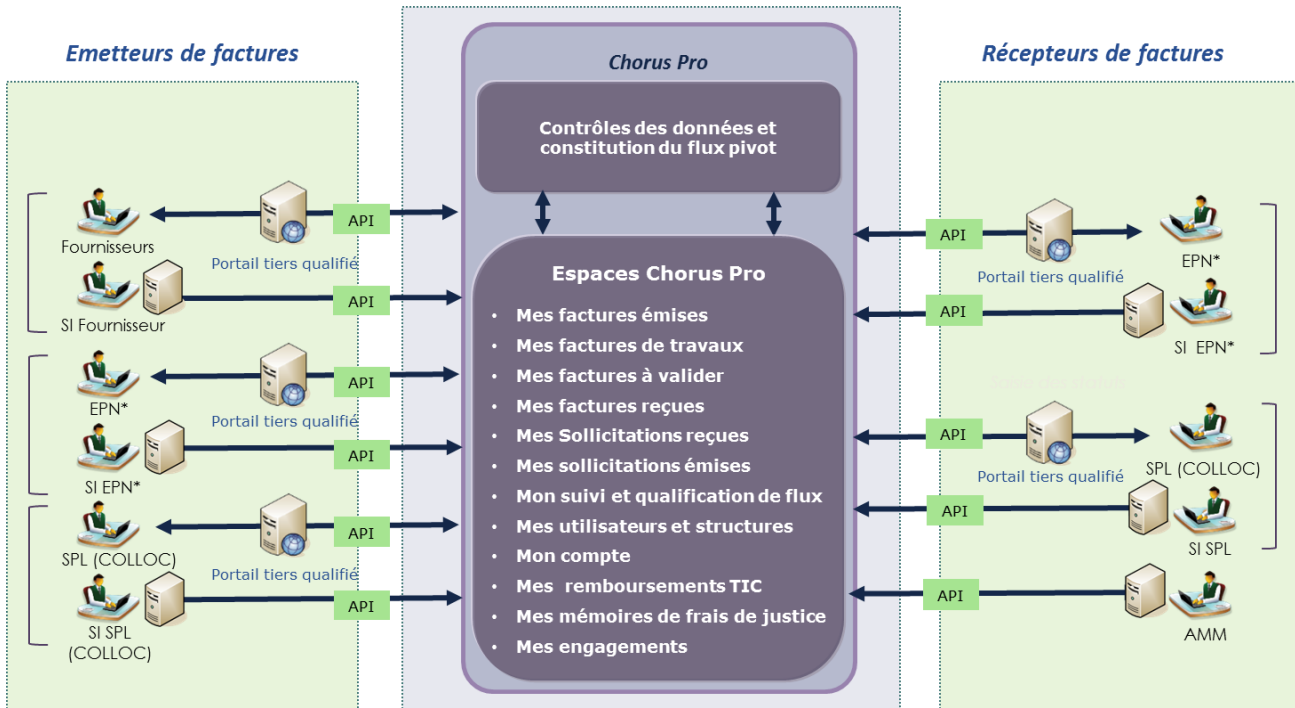 Emetteurs de factures
Fournisseurs
Portail tiers qualifié
API
SI Fournisseur
API
EPN*
Portail tiers qualifié
API
SI EPN*
API
SPL (COLLOC)
Portail tiers qualifié
API
SI SPL
(COLLOC)
API
Chorus Pro
Contrôles des données et
constitution du flux pivot
Espaces Chorus Pro
• Mes factures émises
• Mes factures de travaux
• Mes factures à valider
• Mes factures reçues
• Mes Sollicitations reçues
• Mes sollicitations émises
• Mon suivi et qualification de flux
• Mes utilisateurs et structures
• Mon compte
• Mes remboursements TIC
• Mes mémoires de frais de justice
• Mes engagements
Récepteurs de factures
API
Portail tiers qualifié
EPN*
API
SI EPN*
API
Portail tiers qualifié
SPL (COLLOC)
API
SI SPL
API
AMM